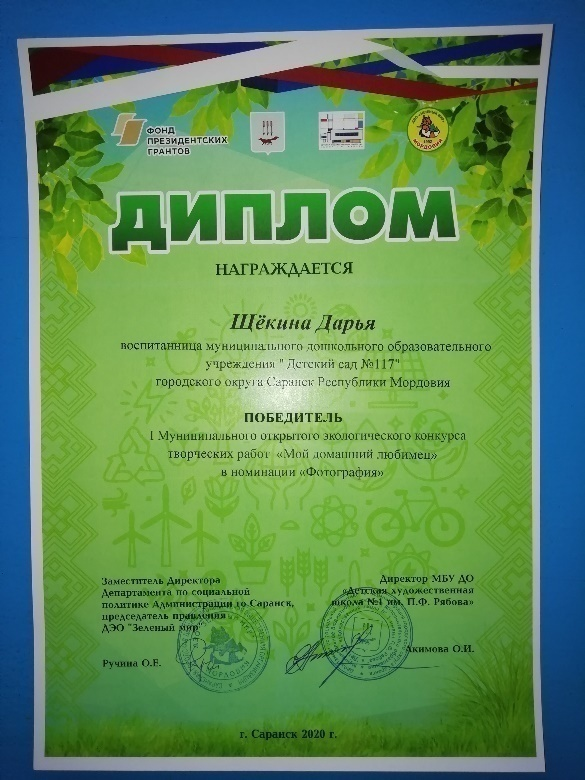 ФОНД
ПРЕЗИДЕНТСКИХ
ГРАНТОВ
МОРДОВИЯ
ДИПЛОМ
НАГРАЖДАЕТСЯ
Щёкина Дарья
воспитанница муниципального дошкольного образовательного
учреждения " Детский сад №117"
городского округа Саранск Республики Мордовия
ПОБЕДИТЕЛЬ
I Муниципального открытого экологического конкурса
творческих работ «Мой домашний любимец»
в номинации «Фотография»
Заместитель Директора
Департамента по социальной
политике Администрации го Саранск,
председатель правления
ДЭО "Зеленый мир"
Ручина О.Е.
Директор МБУ ДО
«Детская художественная
школа №1 им. П.Ф. Рябова»
Акимова О.И.
г. Саранск 2020 г.